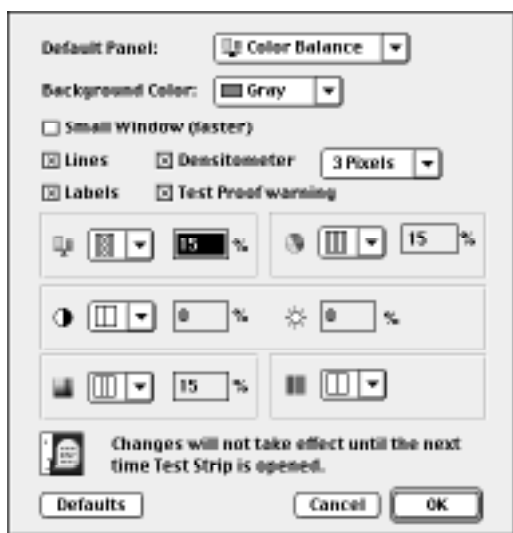 Default Panel: Color Balance
Background Color: Gray
Small Window (faster)
Lines Densitometer 3 Pixels
Labels Test Proof warning
15 % 15 %
0 % 0 %
15 %
Changes will not take effect until the next
time Test Strip is opened.
Defaults Cancel OK